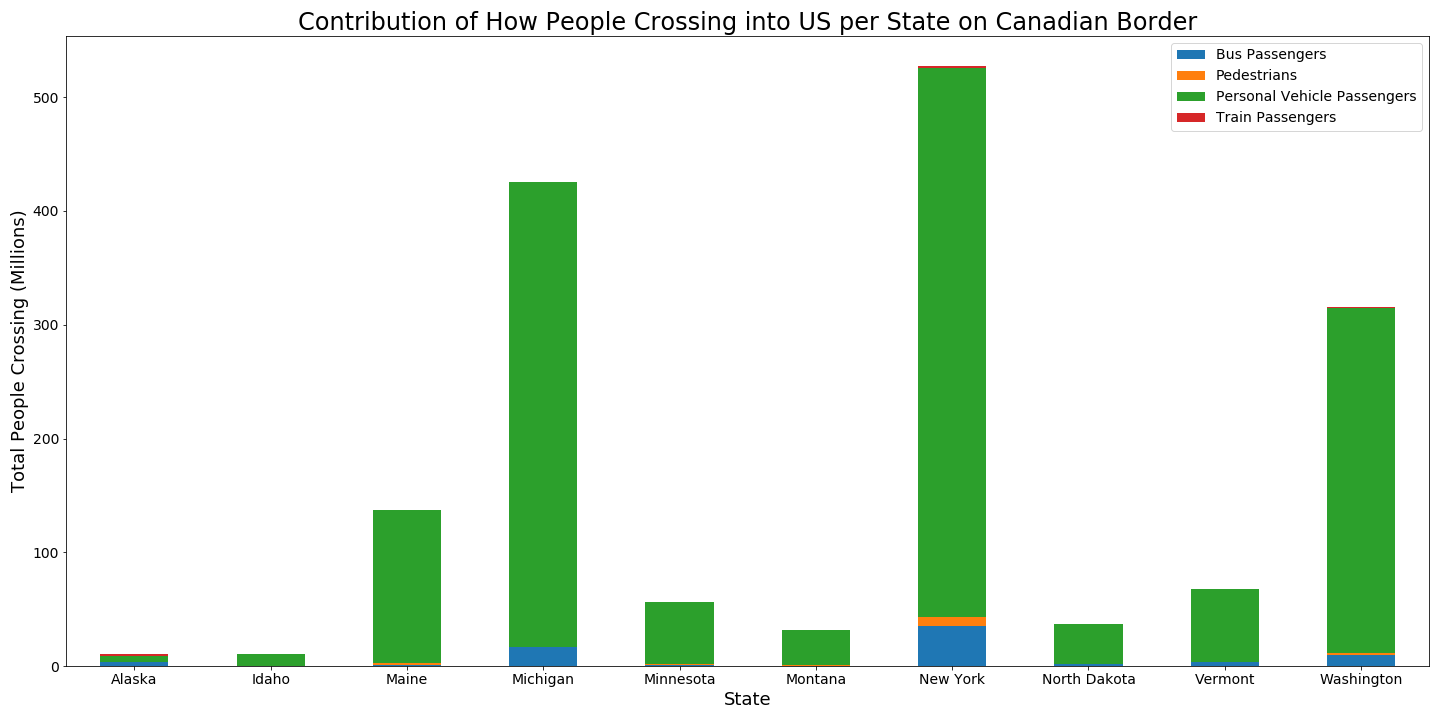 Contribution of How People Crossing into US per State on Canadian Border
Bus Passengers
Pedestrians
Personal Vehicle Passengers
Train Passengers
Total People Crossing (Millions)
500
400
300
200
100
0
Alaska Idaho Maine Michigan Minnesota Montana New York North Dakota Vermont Washington
State